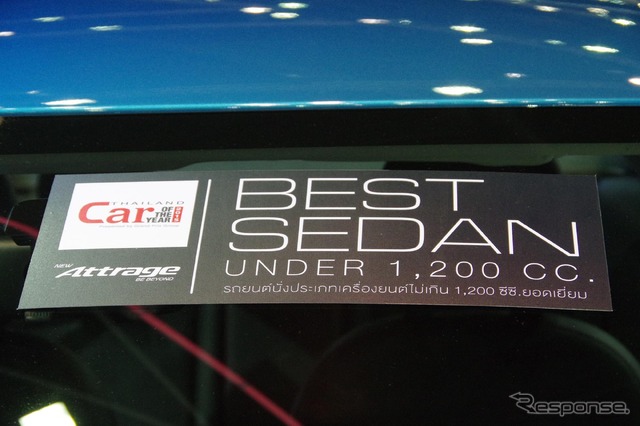 THAILAND
Car OF THE YEAR
NEW Attrage
BE BEYOND
BEST
SEDAN
UNDER 1,200 CC.
รถยนต์นั่งประเภทเครื่องยนต์ไม่เกิน 1,200 ซีซี.ยอดเยี่ยม
Response.